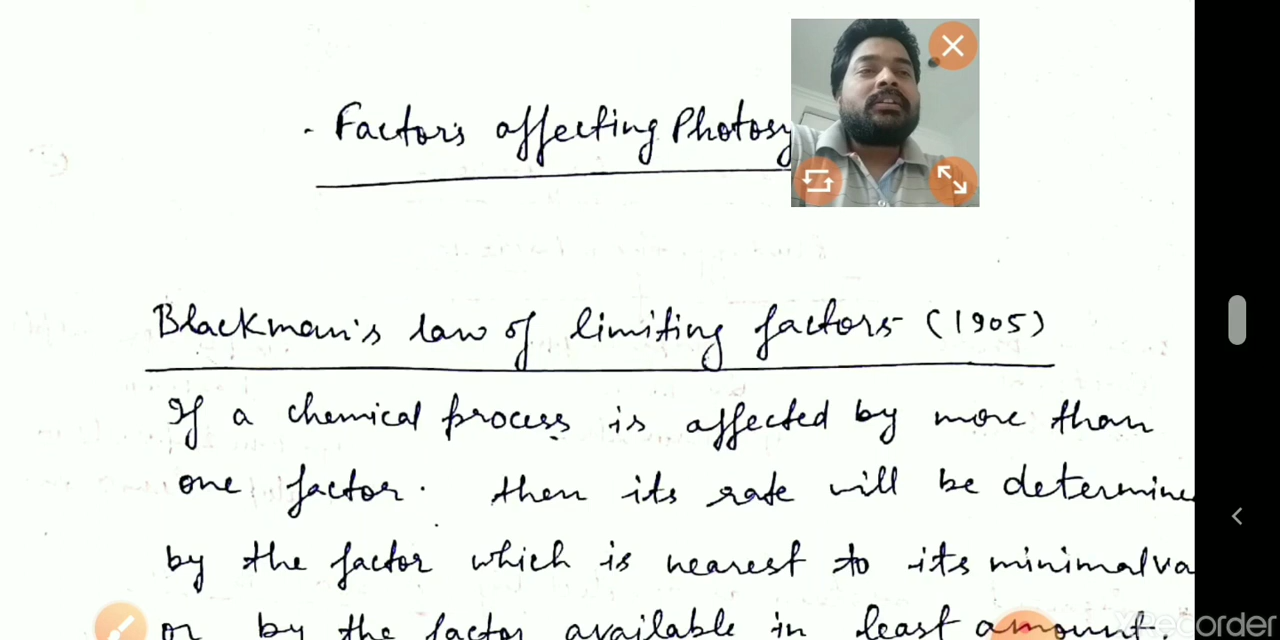 Factors affecting Photosy
Blackman's law of limiting factors (1905)
If a chemical process is affected by more than
one factor. then its rate will be determine
by the factor which is nearest to its minimal va
or by the factor available in least amount.
XRecorder